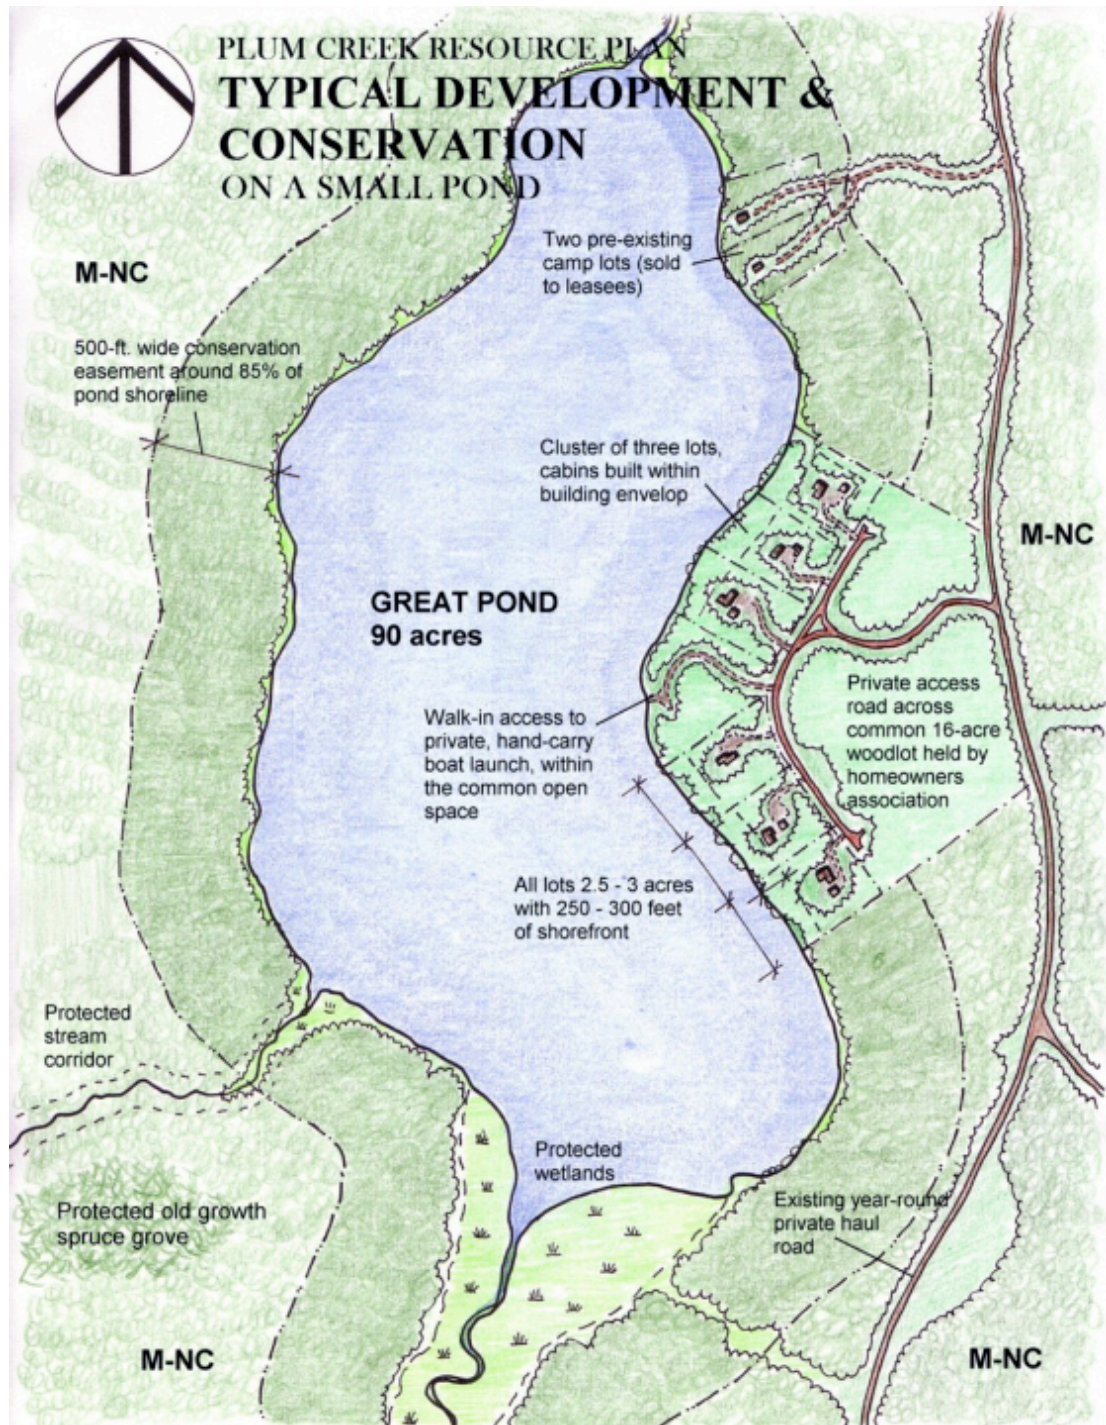 PLUM CREEK RESOURCE PLAN
TYPICAL DEVELOPMENT &
CONSERVATION
ON A SMALL POND
Two pre-existing
camp lots (sold
to leasees)
M-NC
500-ft. wide conservation
easement around 85% of
pond shoreline
Cluster of three lots,
cabins built within
building envelop
M-NC
GREAT POND
90 acres
Private access
road across
common 16-acre
woodlot held by
homeowners
association
Walk-in access to
private, hand-carry
boat launch, within
the common open
space
All lots 2.5 - 3 acres
with 250 - 300 feet
of shorefront
Protected
stream
corridor
Protected
wetlands
Protected old growth
spruce grove
Existing year-round
private haul
road
M-NC
M-NC